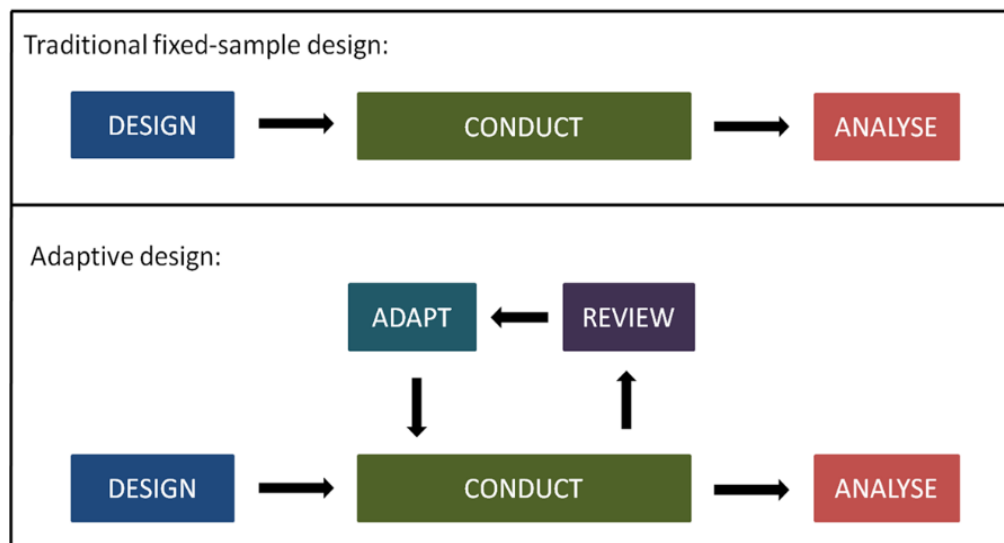 Traditional fixed-sample design:
DESIGN
CONDUCT
ANALYSE
Adaptive design:
ADAPT
REVIEW
DESIGN
CONDUCT
ANALYSE